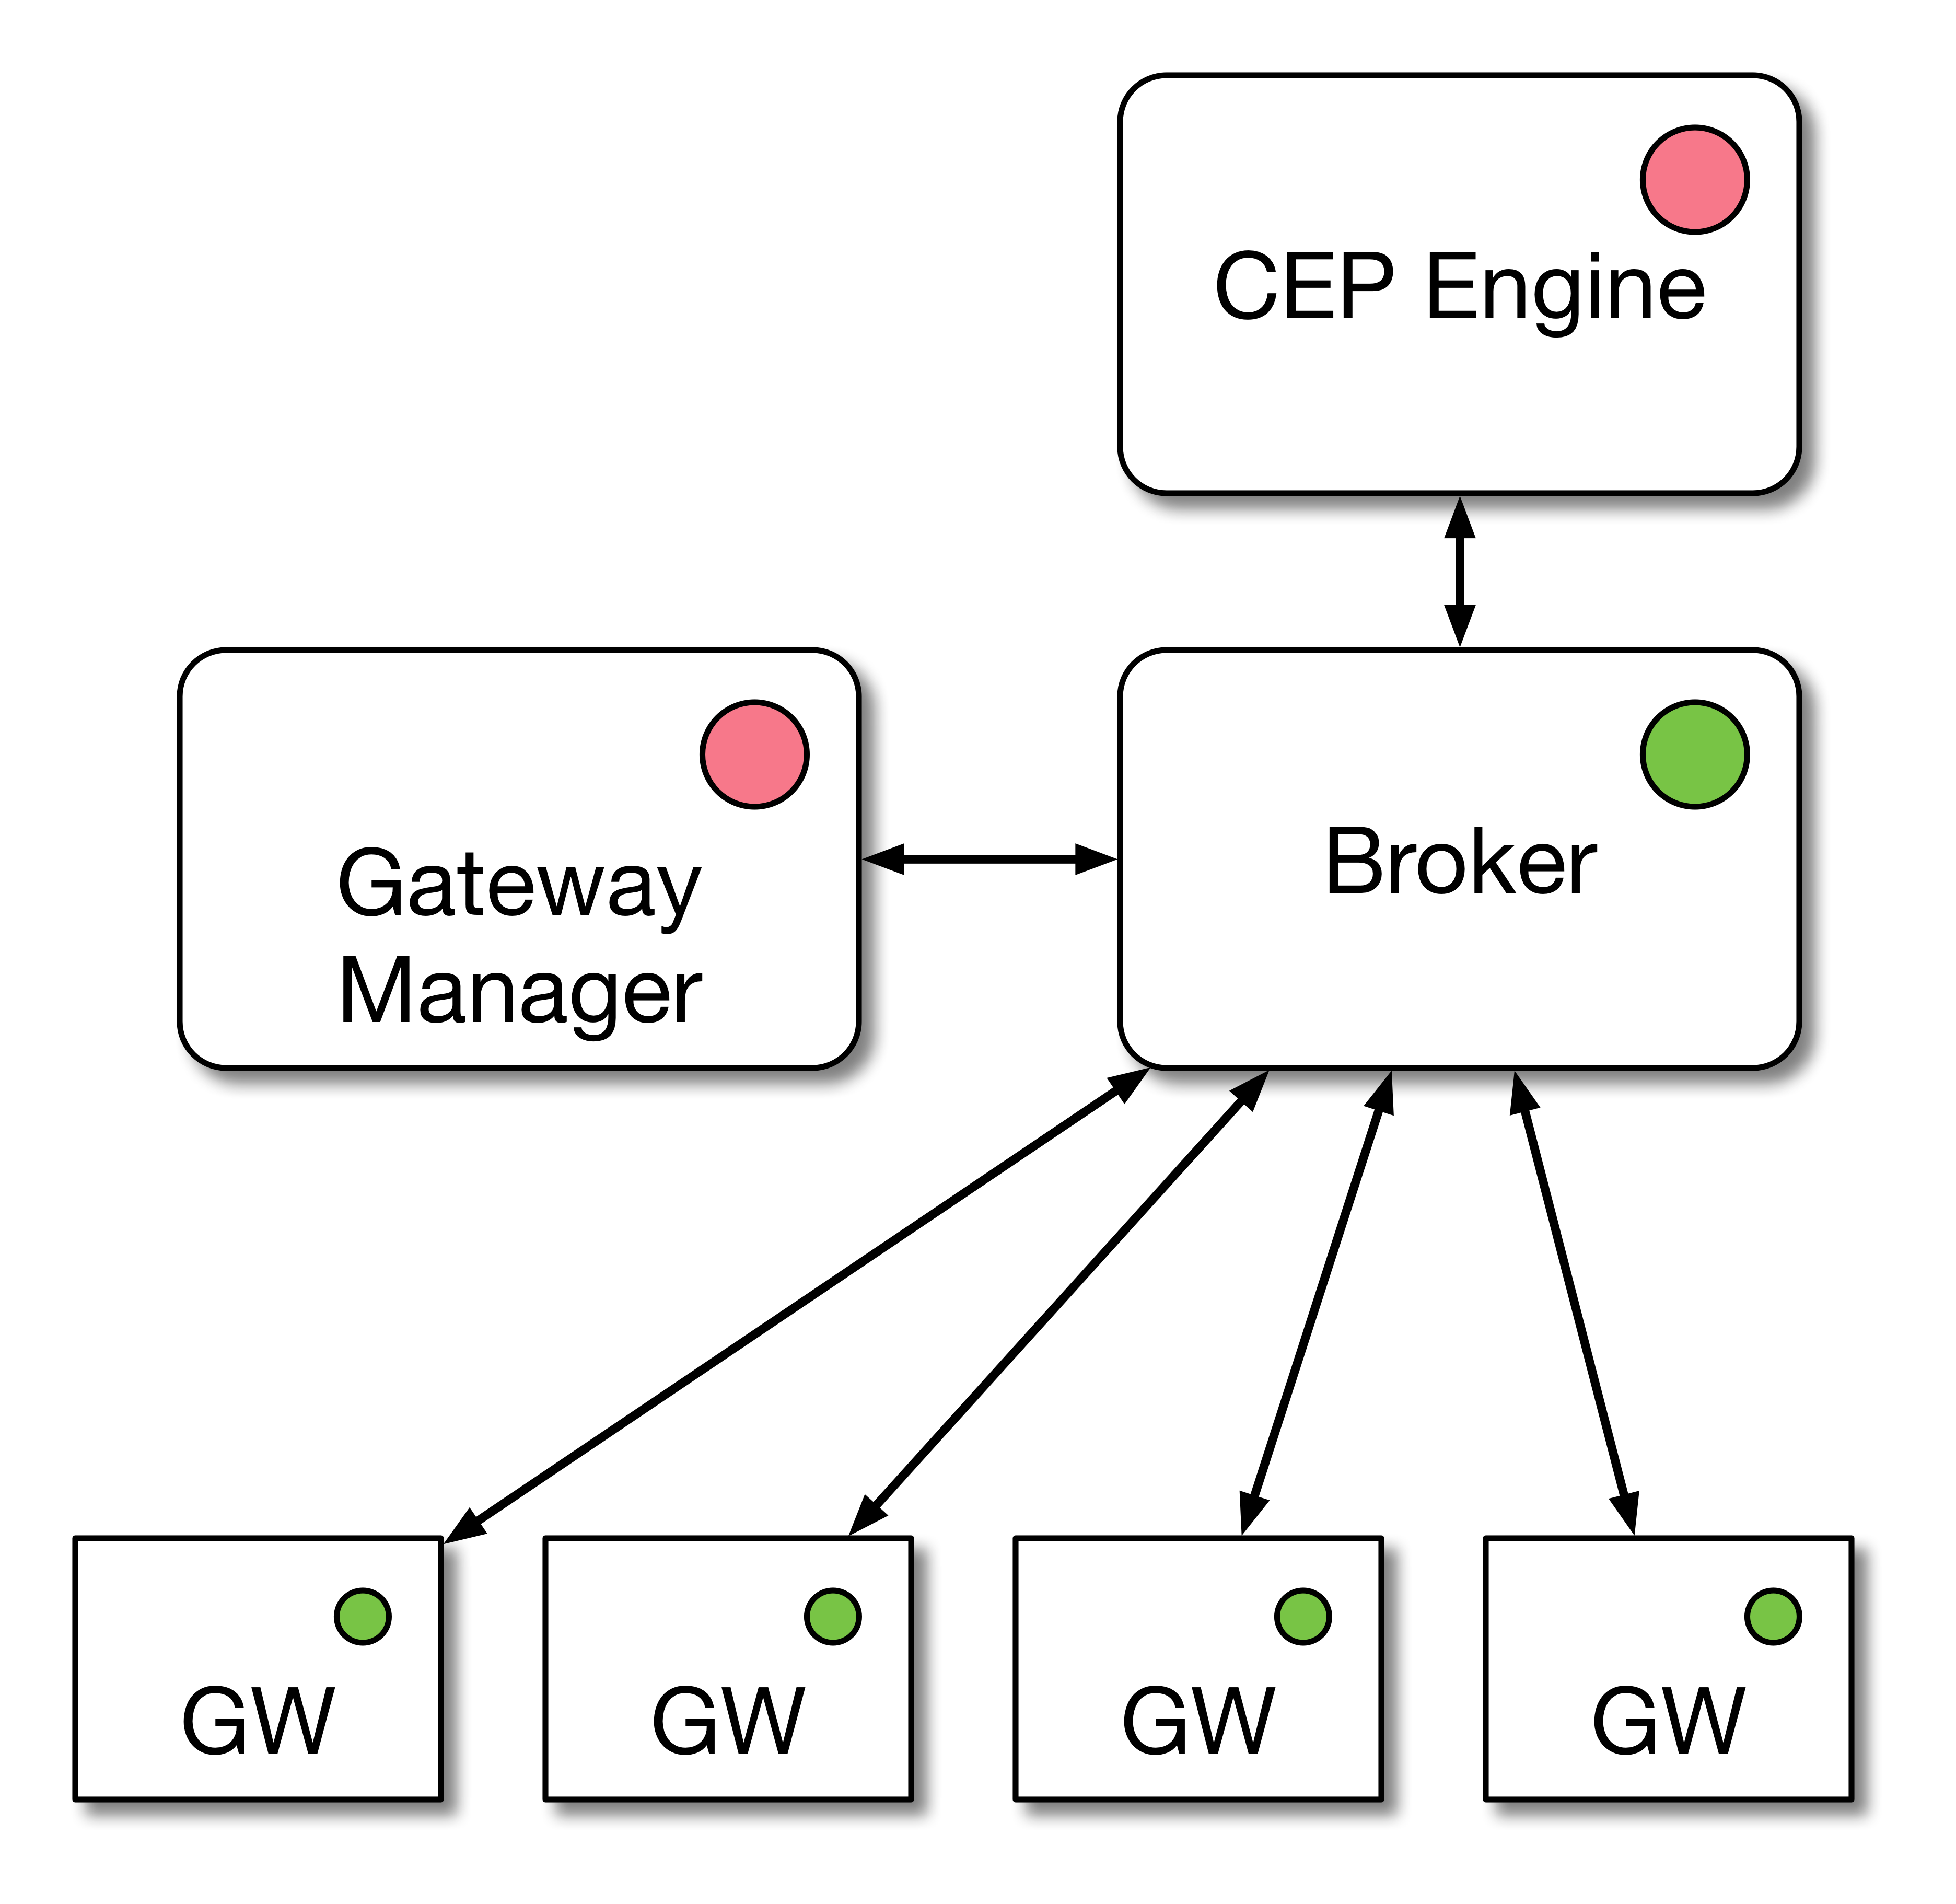 CEP Engine
Gateway
Manager
Broker
GW
GW
GW
GW